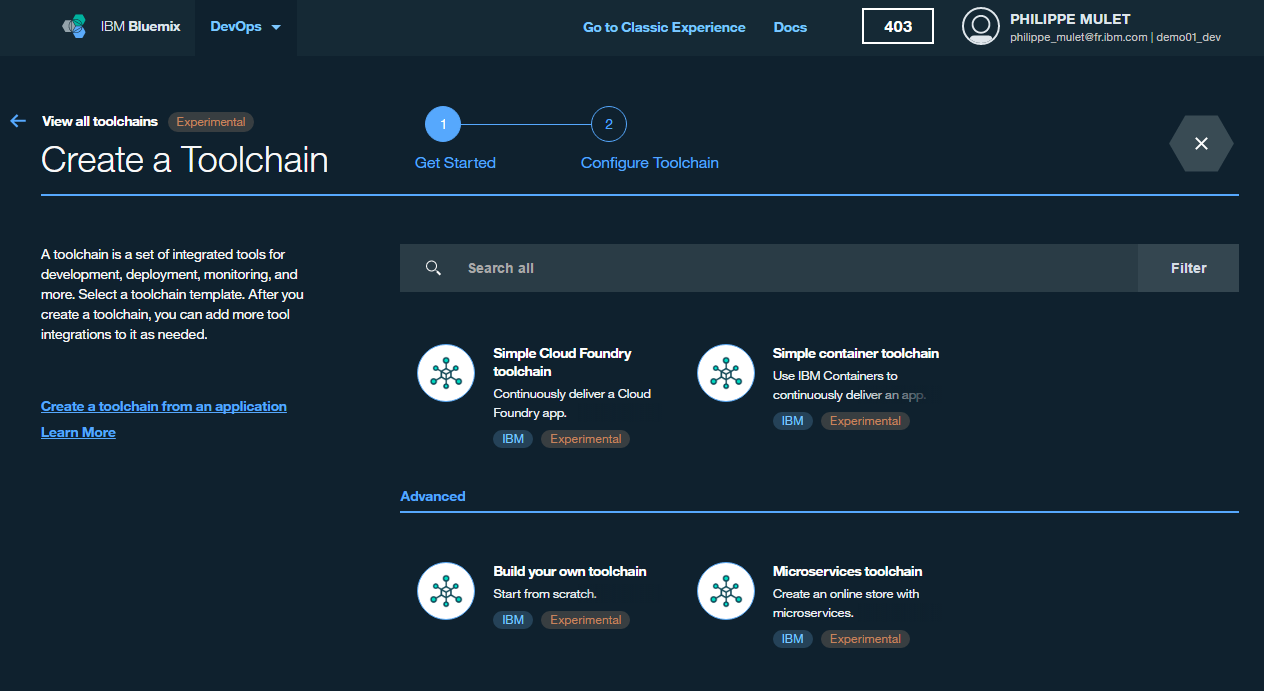 IBM Bluemix
DevOps
Go to Classic Experience
Docs
403
PHILIPPE MULET
philippe_mulet@fr.ibm.com | demo01_dev
View all toolchains
Experimental
Create a Toolchain
1
2
Get Started
Configure Toolchain
A toolchain is a set of integrated tools for
development, deployment, monitoring, and
more. Select a toolchain template. After you
create a toolchain, you can add more tool
integrations to it as needed.
Create a toolchain from an application
Learn More
Search all
Filter
Simple Cloud Foundry
toolchain
Continuously deliver a Cloud
Foundry app.
IBM
Experimental
Simple container toolchain
Use IBM Containers to
continuously deliver an app.
IBM
Experimental
Advanced
Build your own toolchain
Start from scratch.
IBM
Experimental
Microservices toolchain
Create an online store with
microservices.
IBM
Experimental